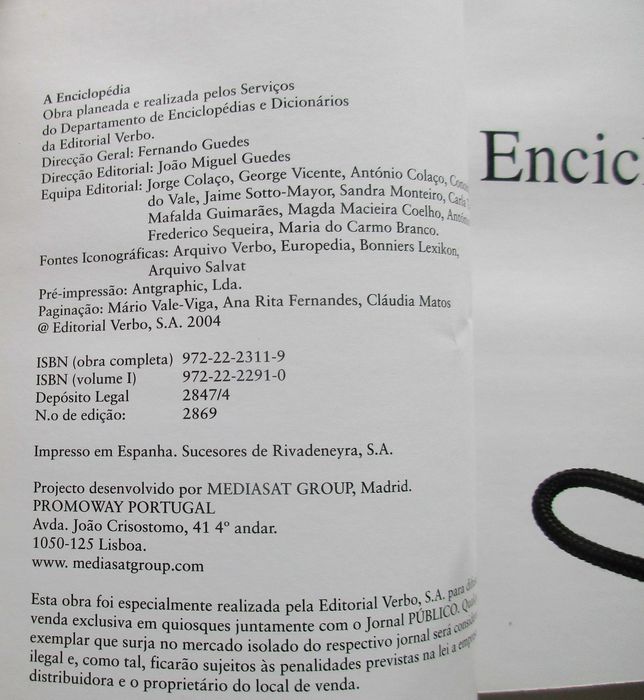 A Enciclopédia
Obra planeada e realizada pelos Serviços
do Departamento de Enciclopédias e Dicionários
da Editorial Verbo.
Direcção Geral: Fernando Guedes
Direcção Editorial: João Miguel Guedes
Equipa Editorial: Jorge Colaço, George Vicente, António Colaço,
do Vale, Jaime Sotto-Mayor, Sandra Monteiro, Carla
Mafalda Guimarães, Magda Macieira Coelho, António
Frederico Sequeira, Maria do Carmo Branco.
Fontes Iconográficas: Arquivo Verbo, Europedia, Bonniers Lexikon,
Arquivo Salvat
Pré-impressão: Antgraphic, Lda.
Paginação: Mário Vale-Viga, Ana Rita Fernandes, Cláudia Matos
@ Editorial Verbo, S.A. 2004
ISBN (obra completa) 972-22-2311-9
ISBN (volume I) 972-22-2291-0
Depósito Legal 2847/4
N.o de edição: 2869
Impresso em Espanha. Sucesores de Rivadeneyra, S.A.
Projecto desenvolvido por MEDIASAT GROUP, Madrid.
PROMOWAY PORTUGAL
Avda. João Crisostomo, 41 4º andar.
1050-125 Lisboa.
www. mediasatgroup.com
Esta obra foi especialmente realizada pela Editorial Verbo, S.A. para
venda exclusiva em quiosques juntamente com o Jornal PÚBLICO.
exemplar que surja no mercado isolado do respectivo jornal será
ilegal e, como tal, ficarão sujeitos às penalidades previstas na lei a
distribuidora e o proprietário do local de venda.
Encicl